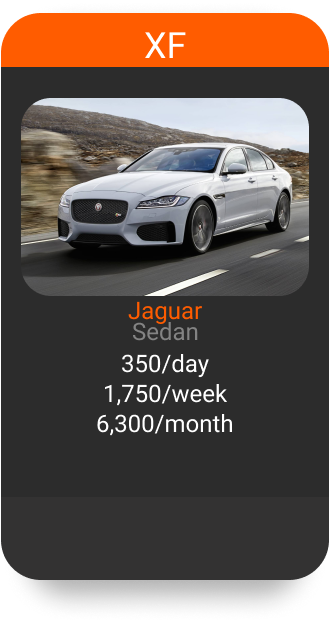 XF
Jaguar
Sedan
350/day
1,750/week
6,300/month